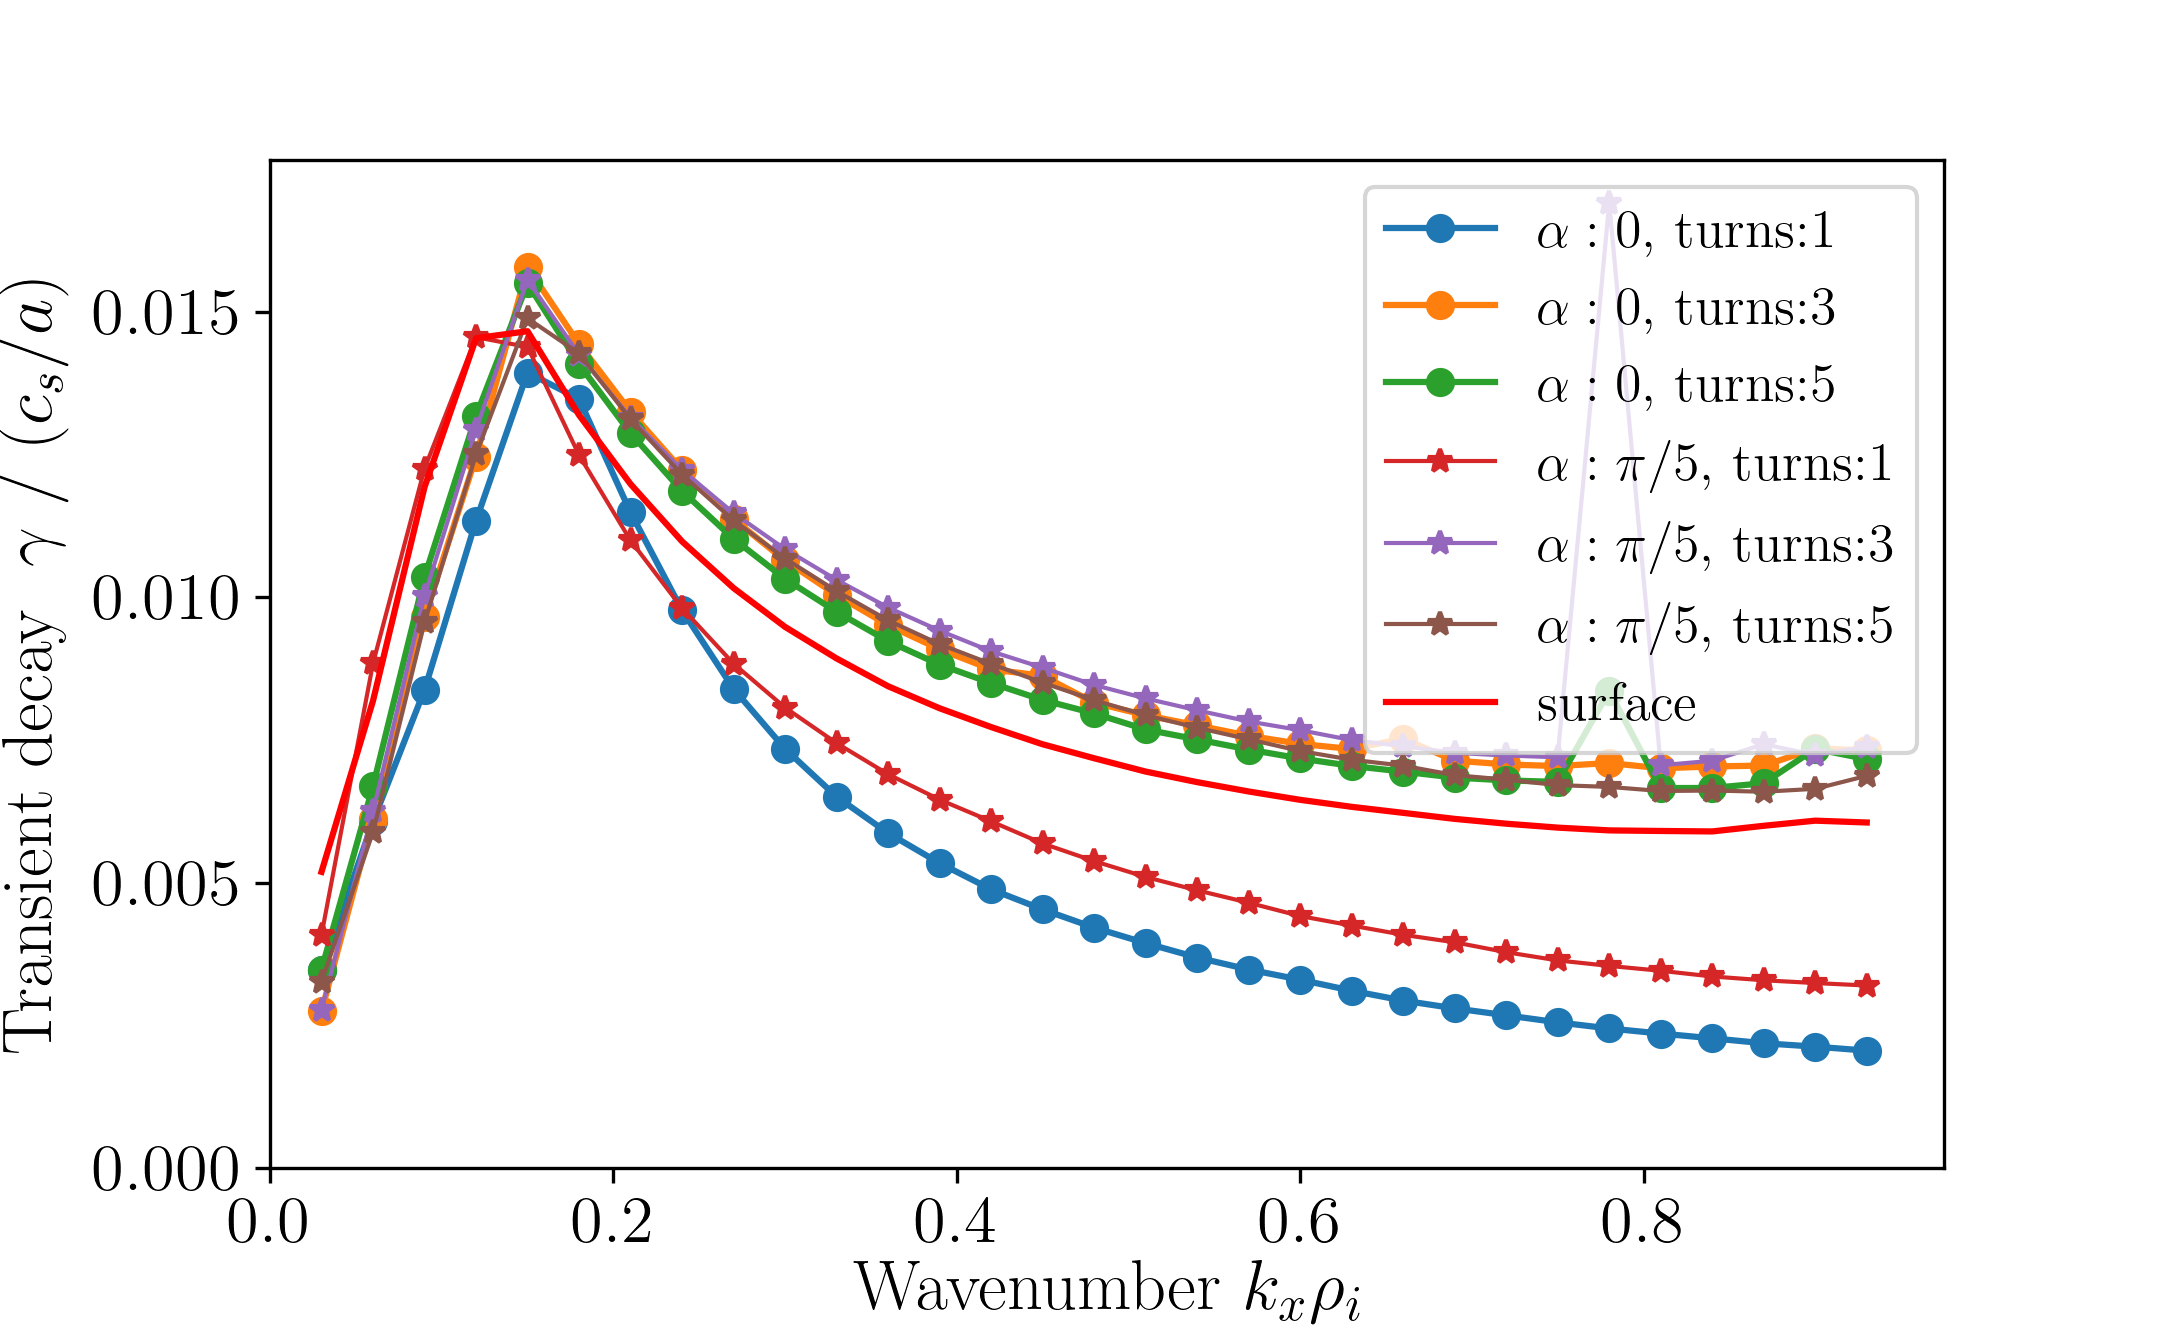 α : 0, turns:1
α : 0, turns:3
α : 0, turns:5
α : π/5, turns:1
α : π/5, turns:3
α : π/5, turns:5
surface
Transient decay γ / (c_s/a)
0.015
0.010
0.005
0.000
0.0 0.2 0.4 0.6 0.8
Wavenumber k_xρ_i